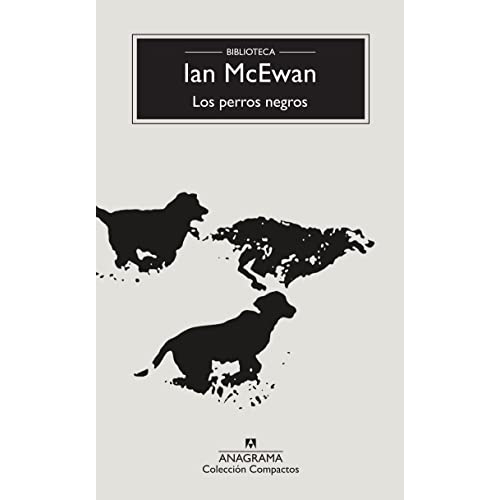 BIBLIOTECA
Ian McEwan
Los perros negros
ANAGRAMA
Colección Compactos